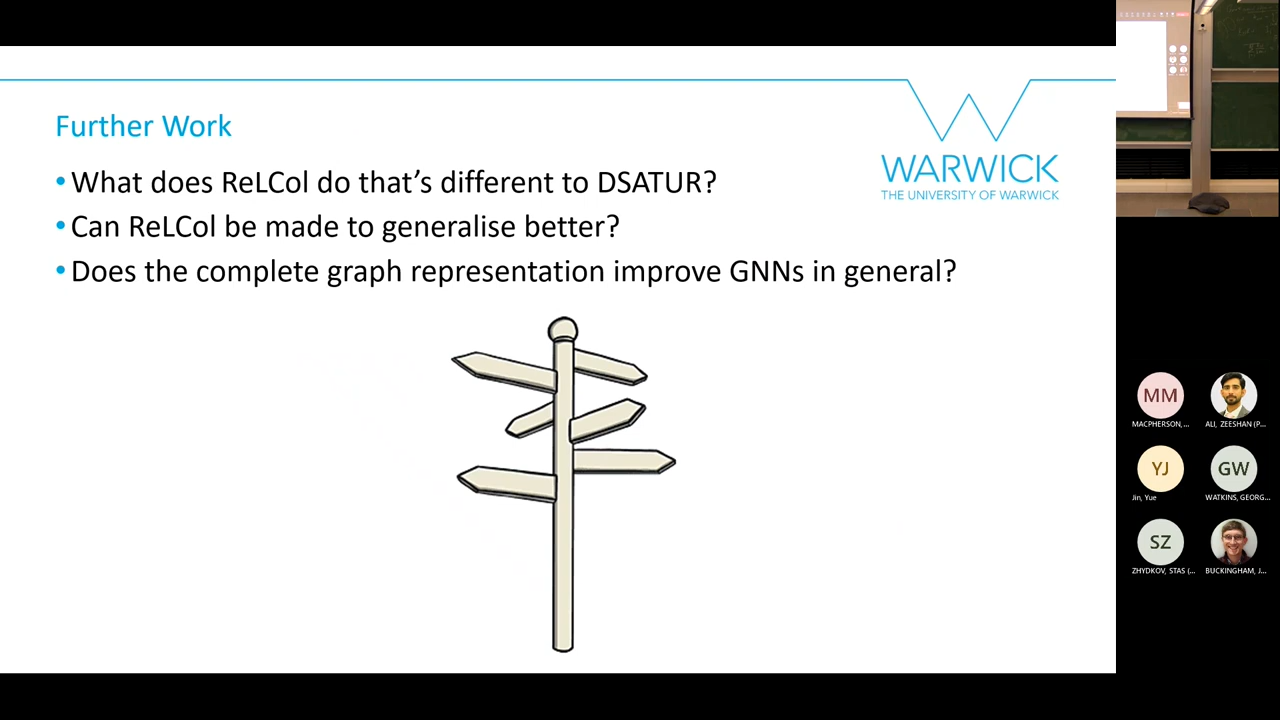 Further Work
•What does ReLCol do that's different to DSATUR?
•Can ReLCol be made to generalise better?
•Does the complete graph representation improve GNNs in general?
WARWICK
THE UNIVERSITY OF WARWICK
MM
MACPHERSON,...
ALI, ZEESHAN (P...
YJ
Jin, Yue
GW
WATKINS, GEORG...
SZ
ZHYDKOV, STAS (...
BUCKINGHAM, J...